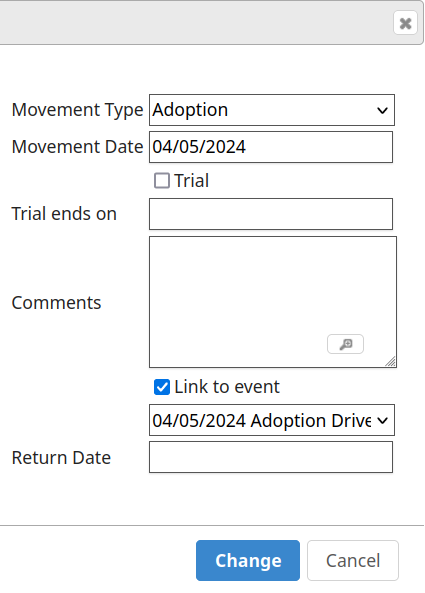 Movement Type Adoption
Movement Date 04/05/2024
Trial
Trial ends on
Comments
Link to event
04/05/2024 Adoption Drive
Return Date
Change Cancel